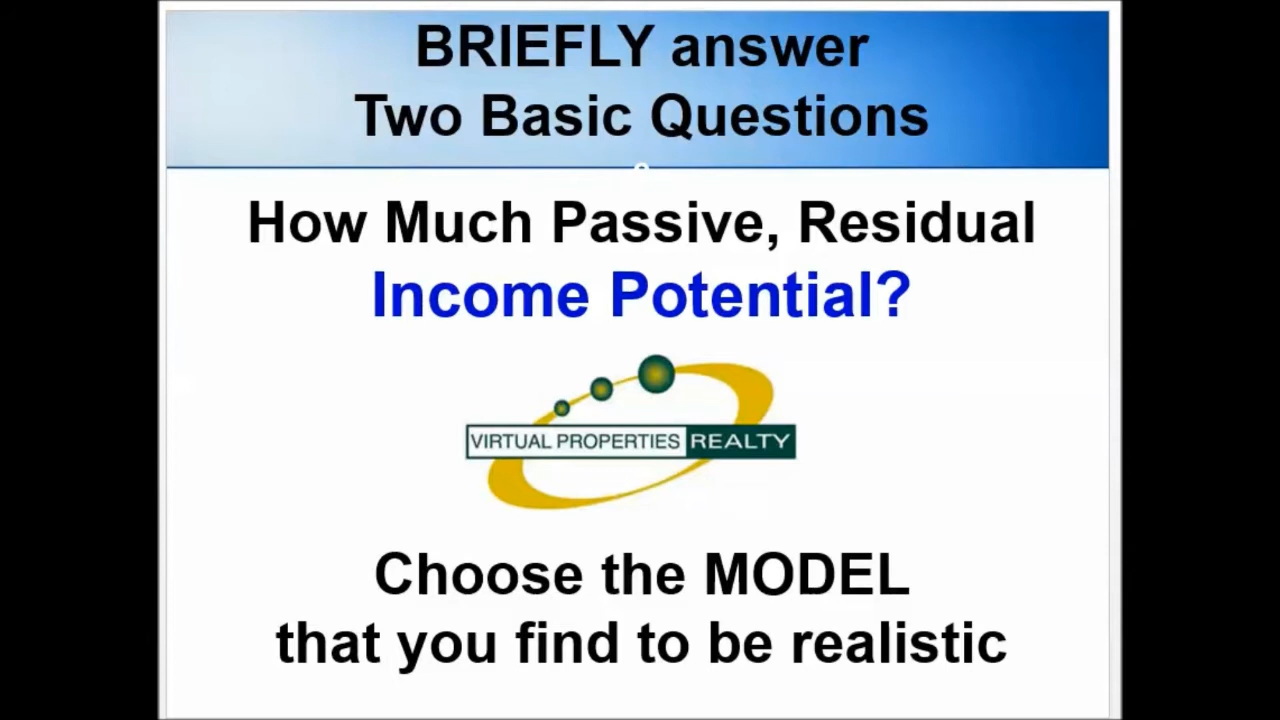 BRIEFLY answer
Two Basic Questions
How Much Passive, Residual
Income Potential?
VIRTUAL PROPERTIES REALTY
Choose the MODEL
that you find to be realistic